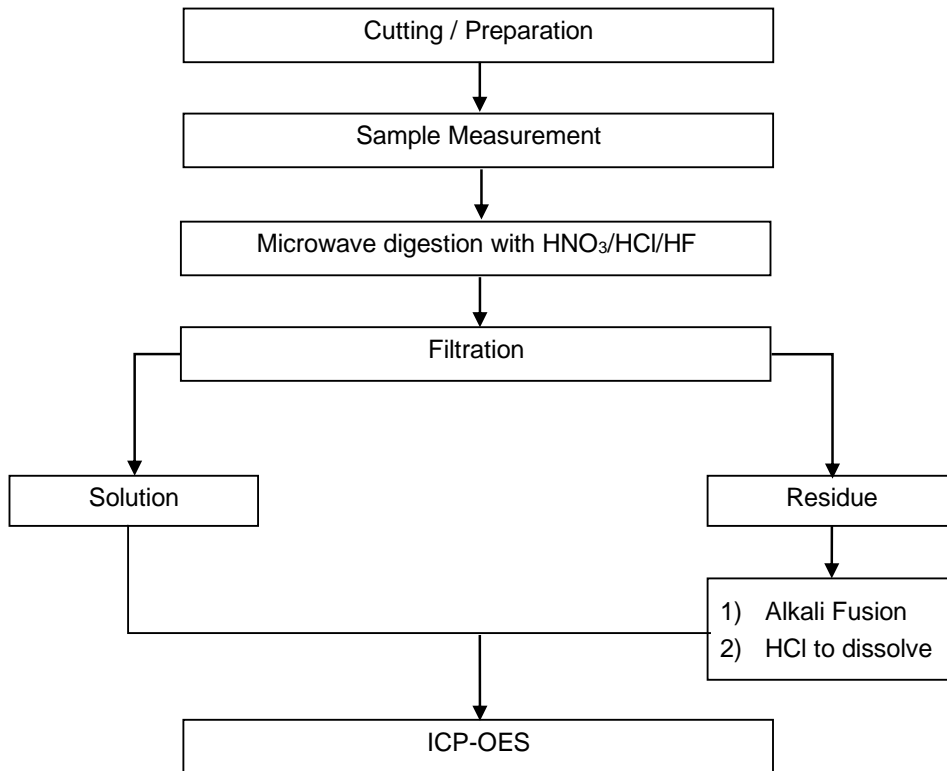 Cutting / Preparation
Sample Measurement
Microwave digestion with HNO₃/HCl/HF
Filtration
Solution
Residue
1) Alkali Fusion
2) HCl to dissolve
ICP-OES